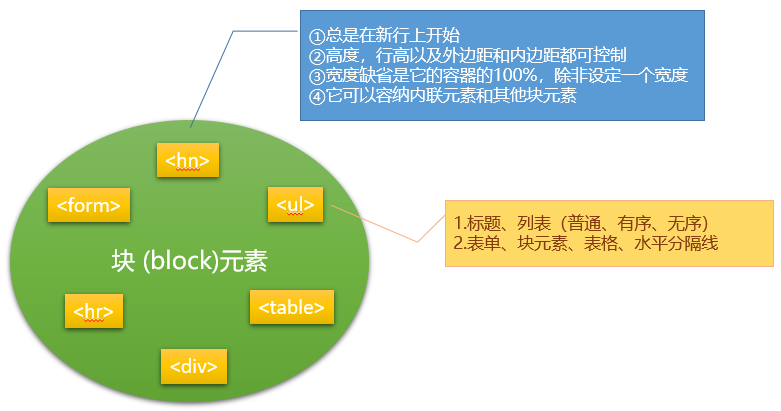 ①总是在新行上开始
②高度，行高以及外边距和内边距都可控制
③宽度缺省是它的容器的100%，除非设定一个宽度
④它可以容纳内联元素和其他块元素
<hn>
<form>
<ul>
1.标题、列表（普通、有序、无序）
2.表单、块元素、表格、水平分隔线
块 (block)元素
<hr>
<table>
<div>